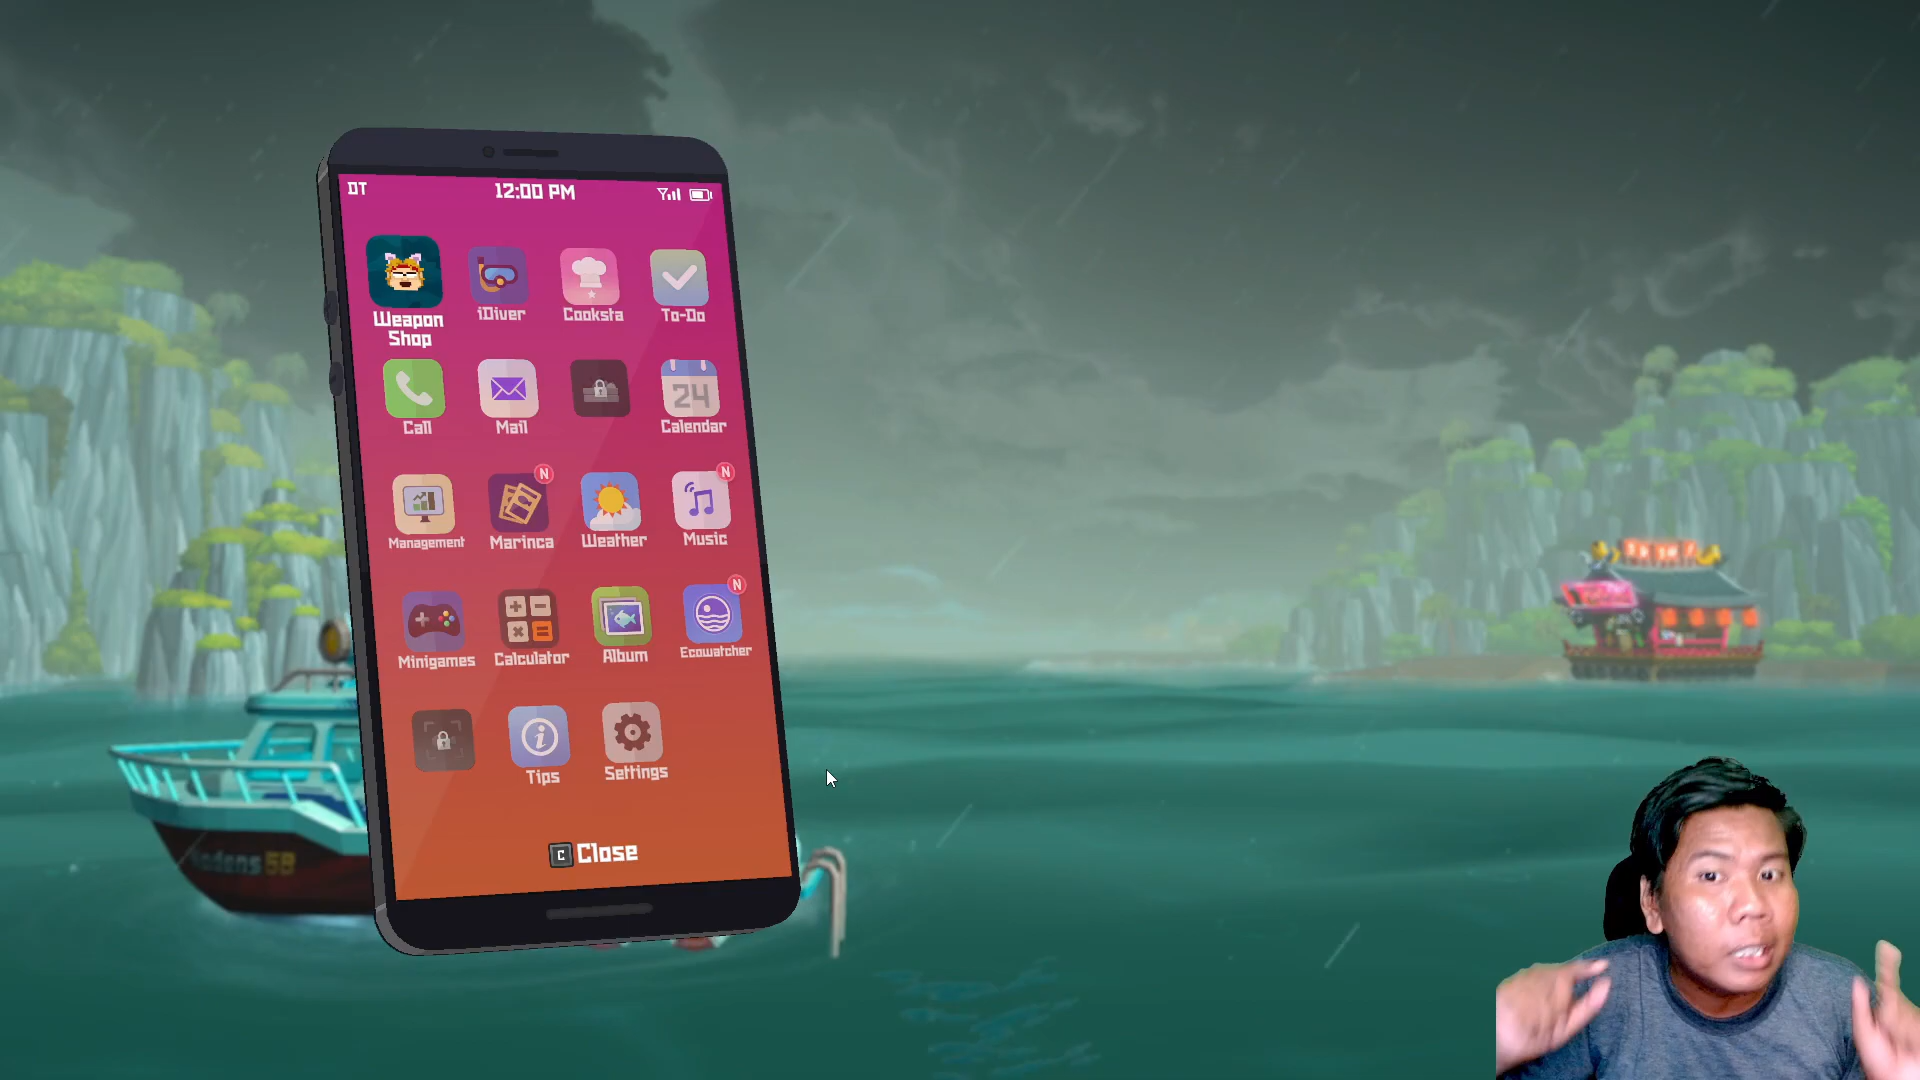 DT 12:00 PM
Weapon Shop
iDiver
Cooksta
To-Do
Call
Mail
24
Calendar
Management
N
Marinca
Weather
N
Music
Minigames
Calculator
Album
N
Ecowatcher
Tips
Settings
C Close
58